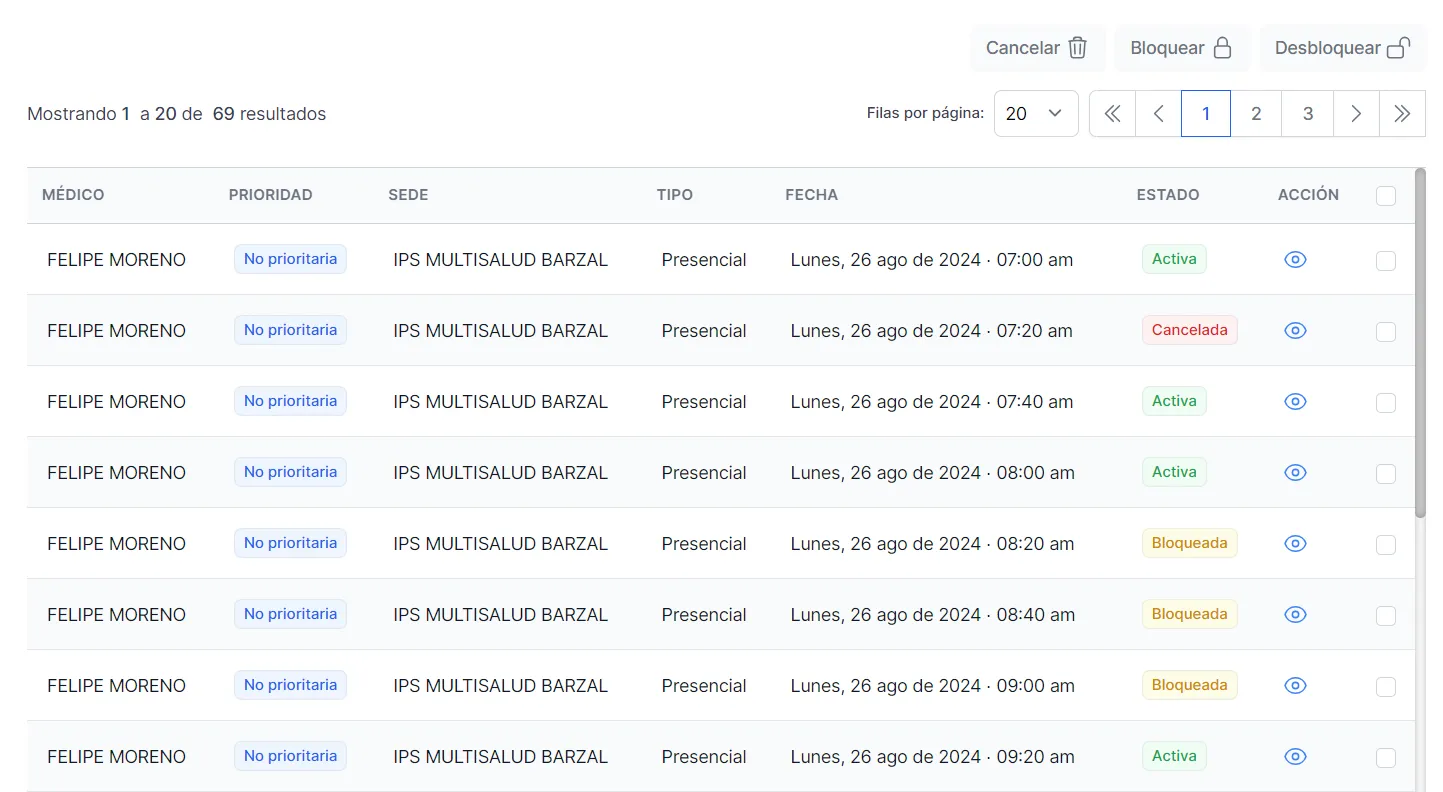 Cancelar Bloquear Desbloquear
Mostrando 1 a 20 de 69 resultados Filas por página: 20 1 2 3
MÉDICO PRIORIDAD SEDE TIPO FECHA ESTADO ACCIÓN
FELIPE MORENO No prioritaria IPS MULTISALUD BARZAL Presencial Lunes, 26 ago de 2024 · 07:00 am Activa
FELIPE MORENO No prioritaria IPS MULTISALUD BARZAL Presencial Lunes, 26 ago de 2024 · 07:20 am Cancelada
FELIPE MORENO No prioritaria IPS MULTISALUD BARZAL Presencial Lunes, 26 ago de 2024 · 07:40 am Activa
FELIPE MORENO No prioritaria IPS MULTISALUD BARZAL Presencial Lunes, 26 ago de 2024 · 08:00 am Activa
FELIPE MORENO No prioritaria IPS MULTISALUD BARZAL Presencial Lunes, 26 ago de 2024 · 08:20 am Bloqueada
FELIPE MORENO No prioritaria IPS MULTISALUD BARZAL Presencial Lunes, 26 ago de 2024 · 08:40 am Bloqueada
FELIPE MORENO No prioritaria IPS MULTISALUD BARZAL Presencial Lunes, 26 ago de 2024 · 09:00 am Bloqueada
FELIPE MORENO No prioritaria IPS MULTISALUD BARZAL Presencial Lunes, 26 ago de 2024 · 09:20 am Activa